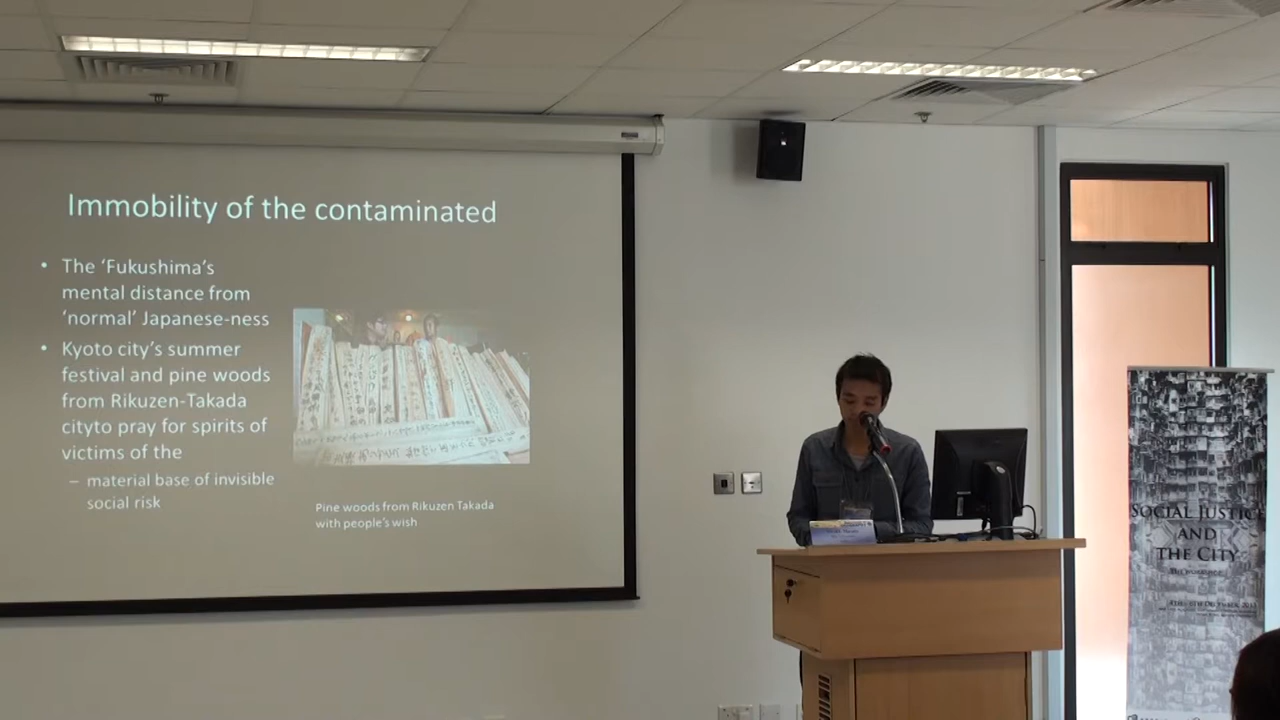 Immobility of the contaminated
• The ‘Fukushima’s
mental distance from
‘normal’ Japanese-ness
• Kyoto city’s summer
festival and pine woods
from Rikuzen-Takada
cityto pray for spirits of
victims of the
– material base of invisible
social risk
Pine woods from Rikuzen Takada
with people’s wish
SOCIAL JUSTICE
AND
THE CITY